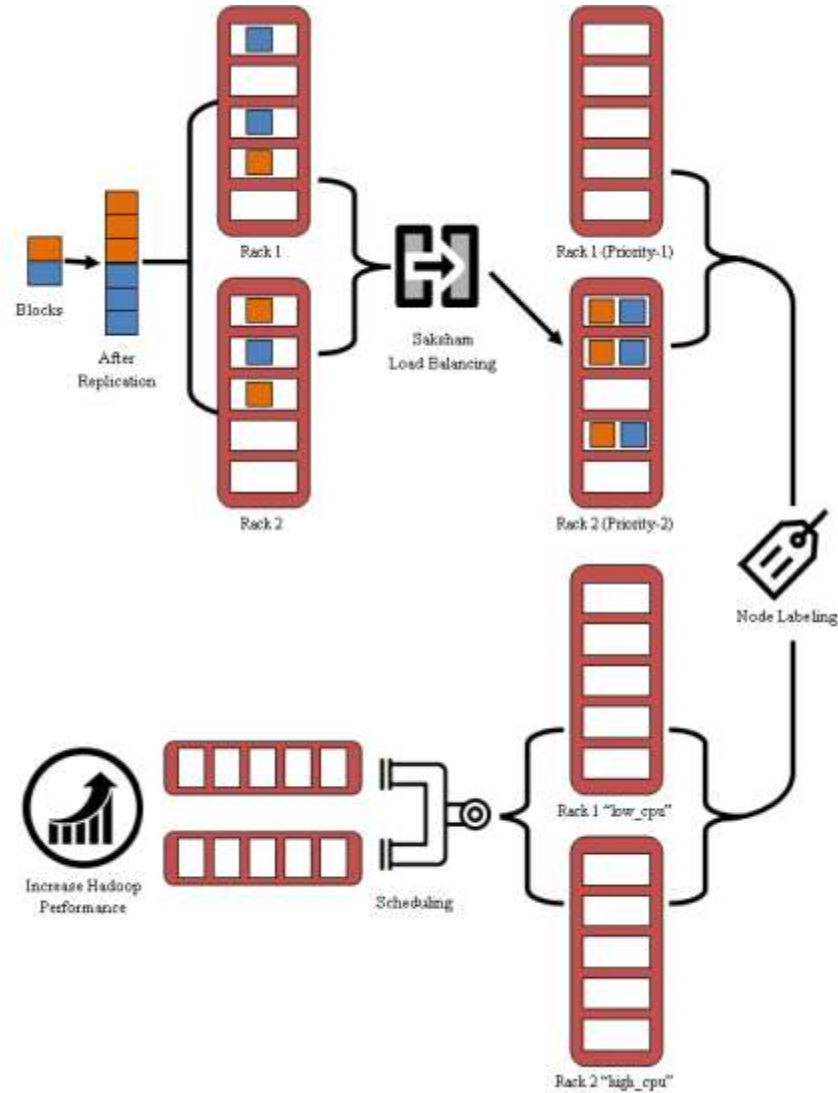 Rack 1
Rack 1 (Priority-1)
Blocks
After
Replication
Saksham
Load Balancing
Rack 2
Rack 2 (Priority-2)
Node Labeling
Rack 1 "low_cpu"
Increase Hadoop
Performance
Scheduling
Rack 2 "high_cpu"